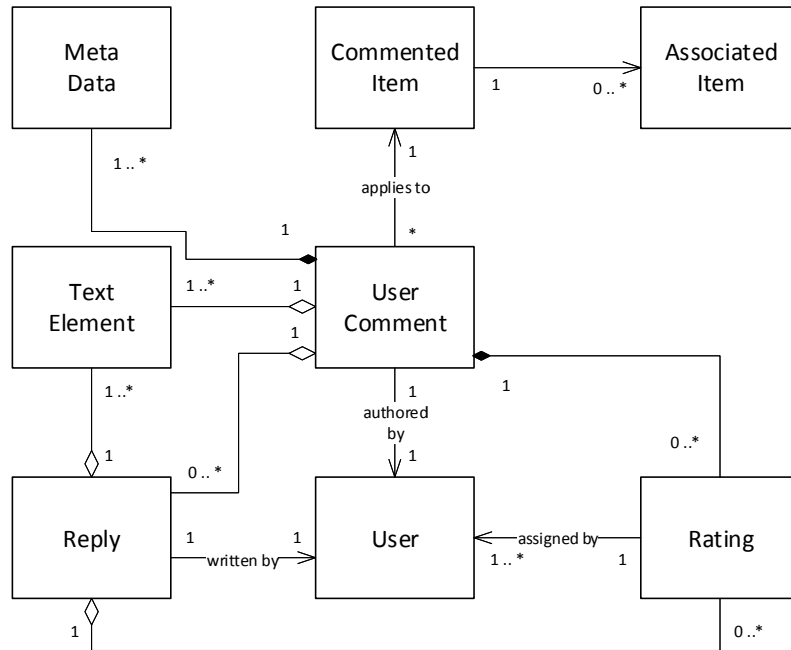 Meta
Data
Commented
Item
Associated
Item
1
0 .. *
1 .. *
1
applies to
*
1
Text
Element
1 ..*
1
User
Comment
1
1 ..*
1
1
authored
by
1
0 .. *
1
0 .. *
Reply
1
written by
1
User
1 .. *
assigned by
1
Rating
1
0 .. *